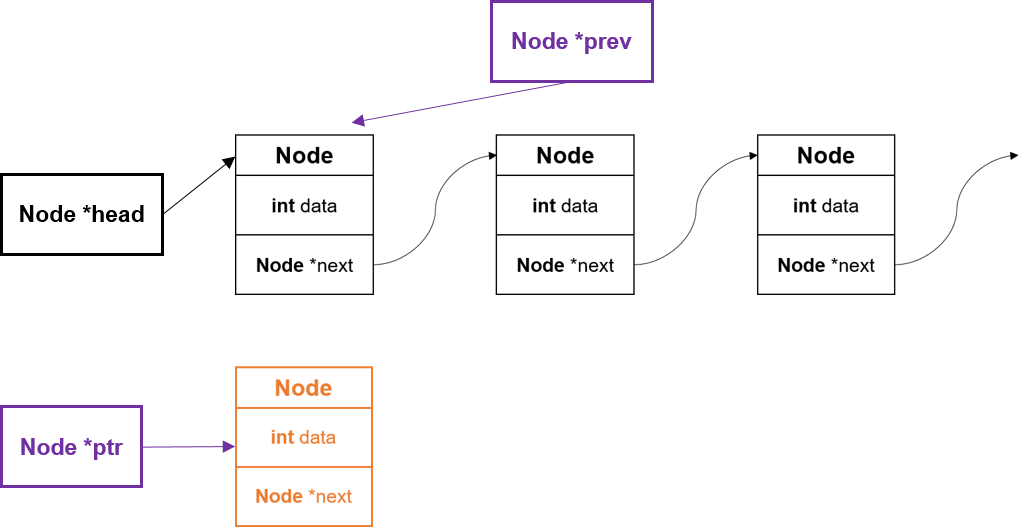 Node *prev
Node
Node
Node
Node *head
int data
int data
int data
Node *next
Node *next
Node *next
Node
Node *ptr
int data
Node *next